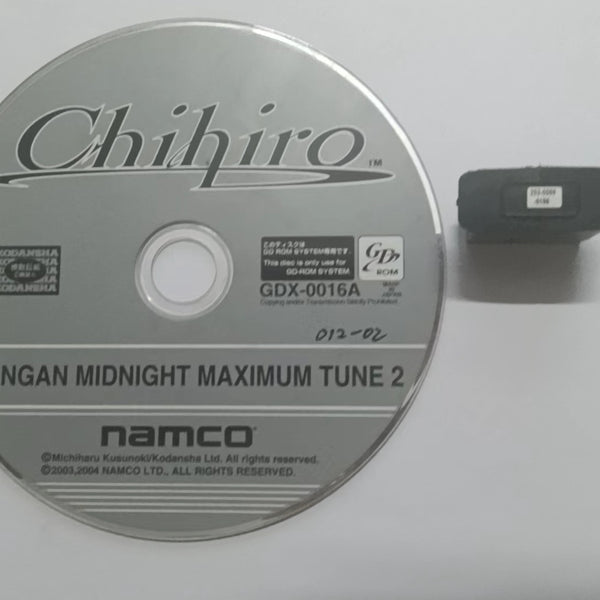 Chihiro™
KODANSHA
このディスクは
GD ROM SYSTEM専用です。
This disc is only use for
GD-ROM SYSTEM.
GD
ROM
GDX-0016A
MADE
IN
JAPAN
Copying and/or Transmission Strictly Prohibited.
012-02
NGAN MIDNIGHT MAXIMUM TUNE 2
namco
©Michiharu Kusunoki/Kodansha Ltd. All rights reserved.
©2003,2004 NAMCO LTD., ALL RIGHTS RESERVED.
KODANSHA